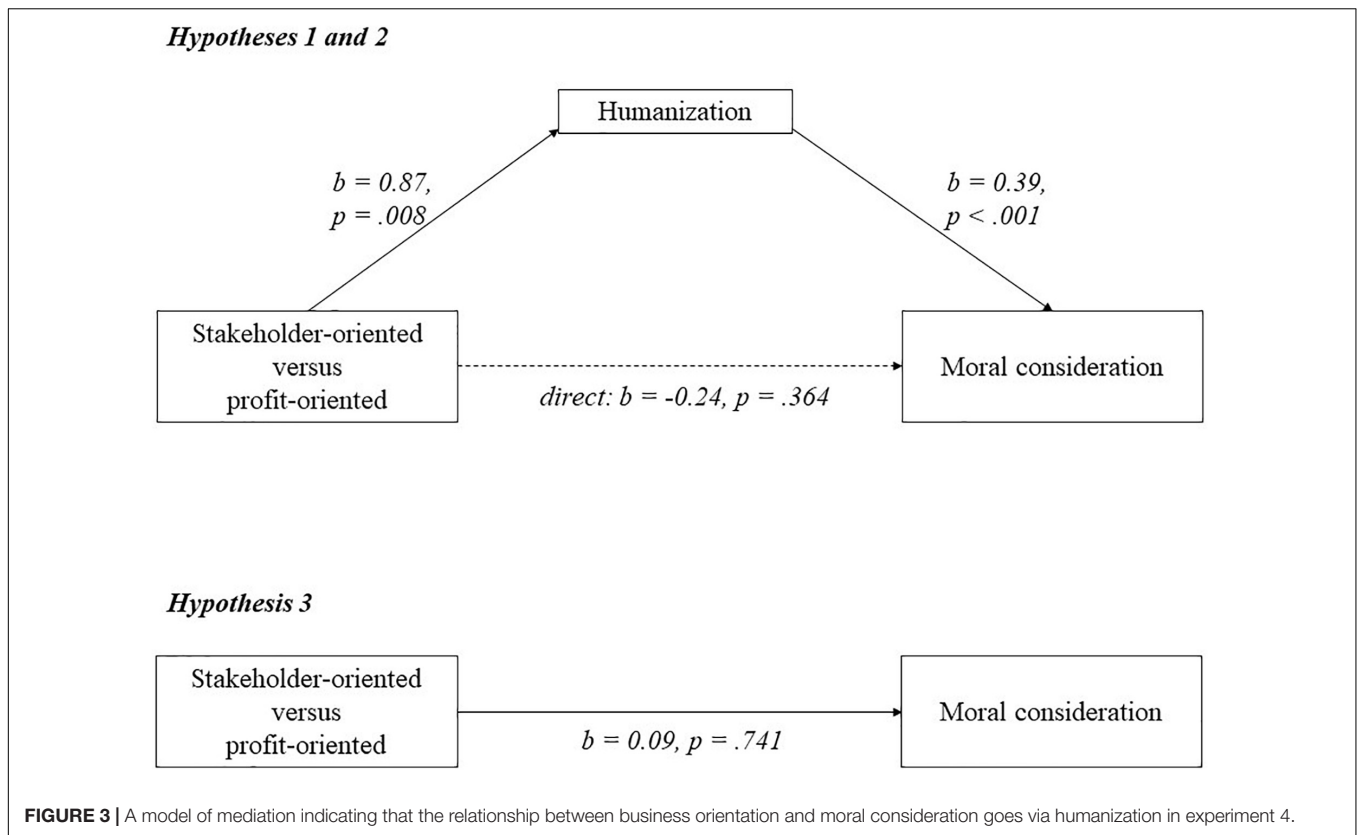 Hypotheses 1 and 2
Humanization
b = 0.87,
p = .008
b = 0.39,
p < .001
Stakeholder-oriented
versus
profit-oriented
Moral consideration
direct: b = -0.24, p = .364
Hypothesis 3
Stakeholder-oriented
versus
profit-oriented
Moral consideration
b = 0.09, p = .741
FIGURE 3 | A model of mediation indicating that the relationship between business orientation and moral consideration goes via humanization in experiment 4.